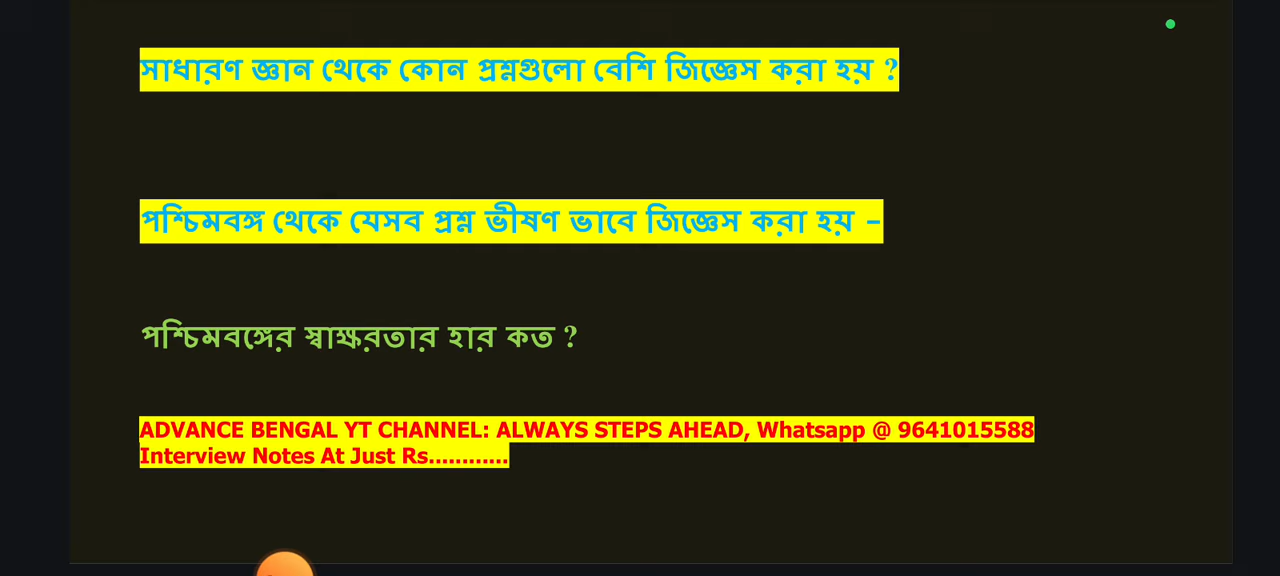 সাধারণ জ্ঞান থেকে কোন প্রশ্নগুলো বেশি জিজ্ঞেস করা হয় ?
পশ্চিমবঙ্গ থেকে যেসব প্রশ্ন ভীষণ ভাবে জিজ্ঞেস করা হয় –
পশ্চিমবঙ্গের স্বাক্ষরতার হার কত ?
ADVANCE BENGAL YT CHANNEL: ALWAYS STEPS AHEAD, Whatsapp @ 9641015588
Interview Notes At Just Rs............